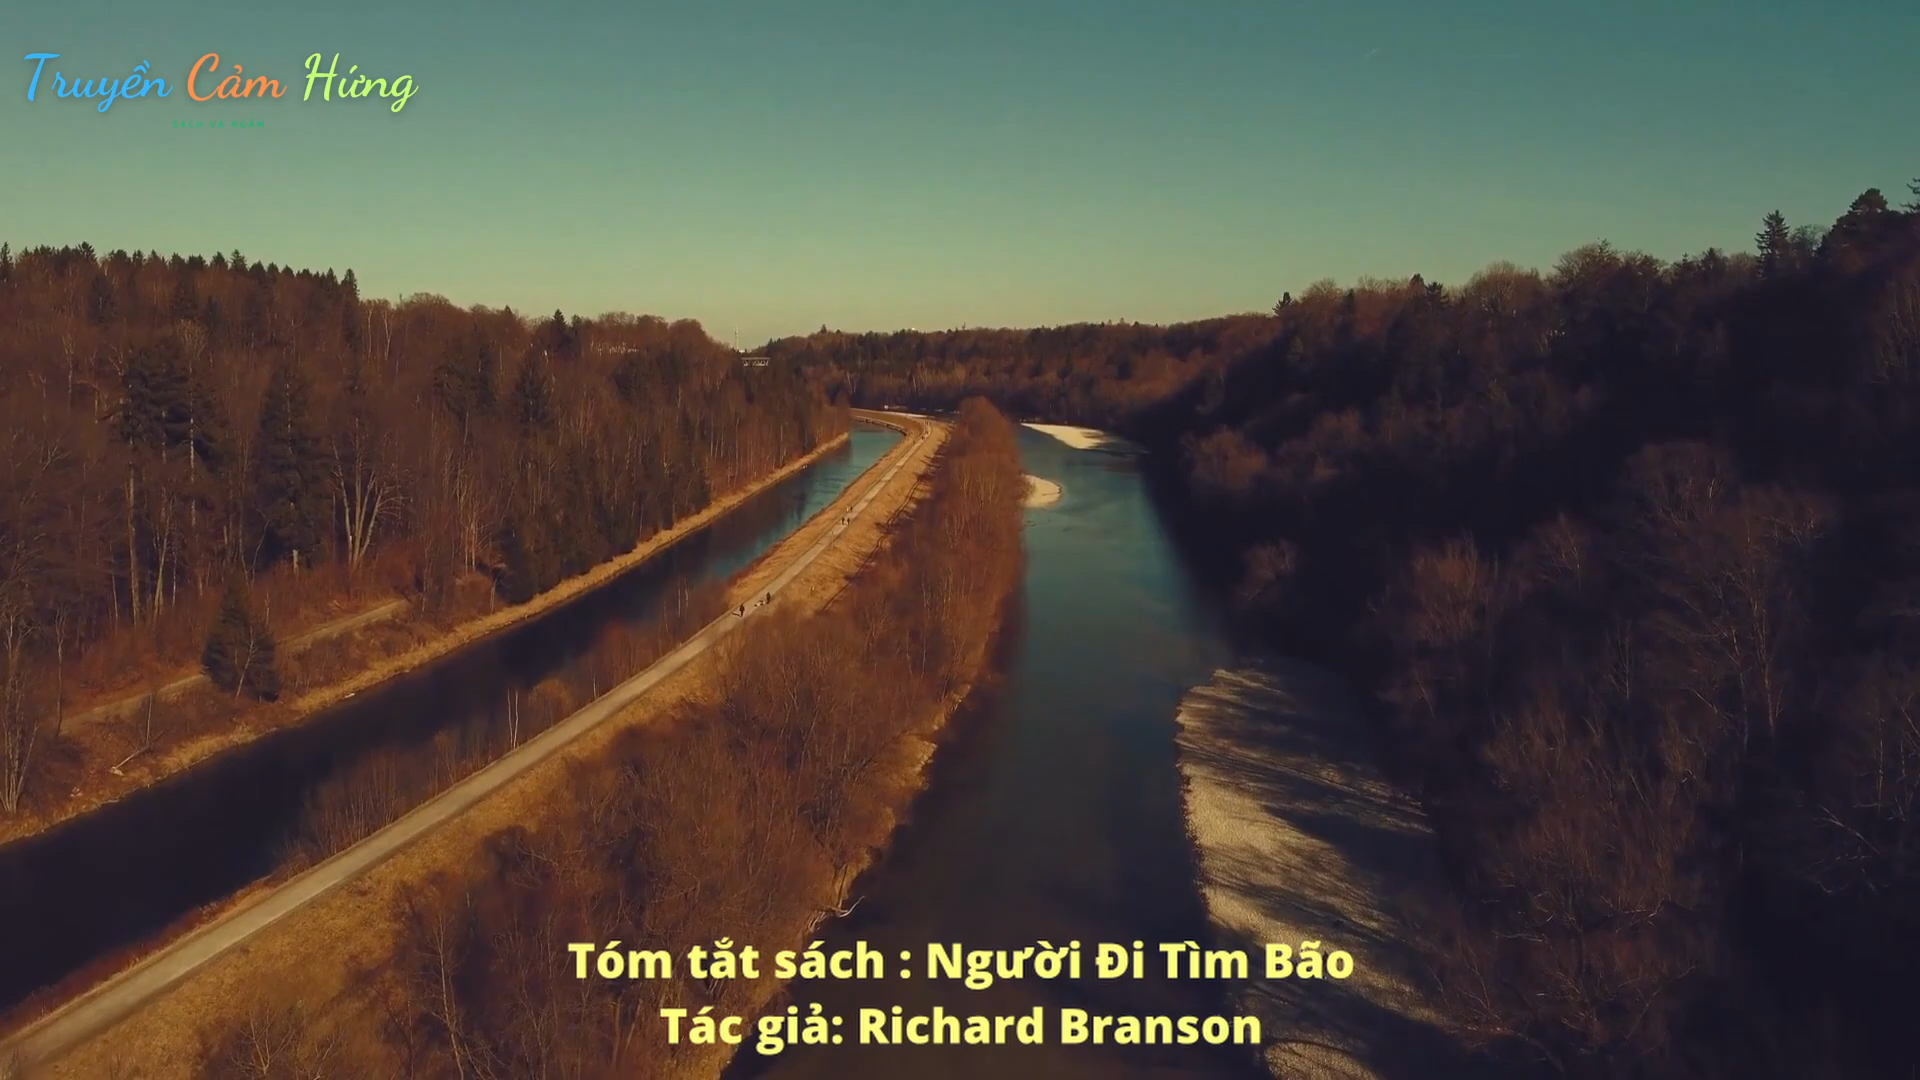 Truyền Cảm Hứng
Tóm tắt sách : Người Đi Tìm Bão
Tác giả: Richard Branson